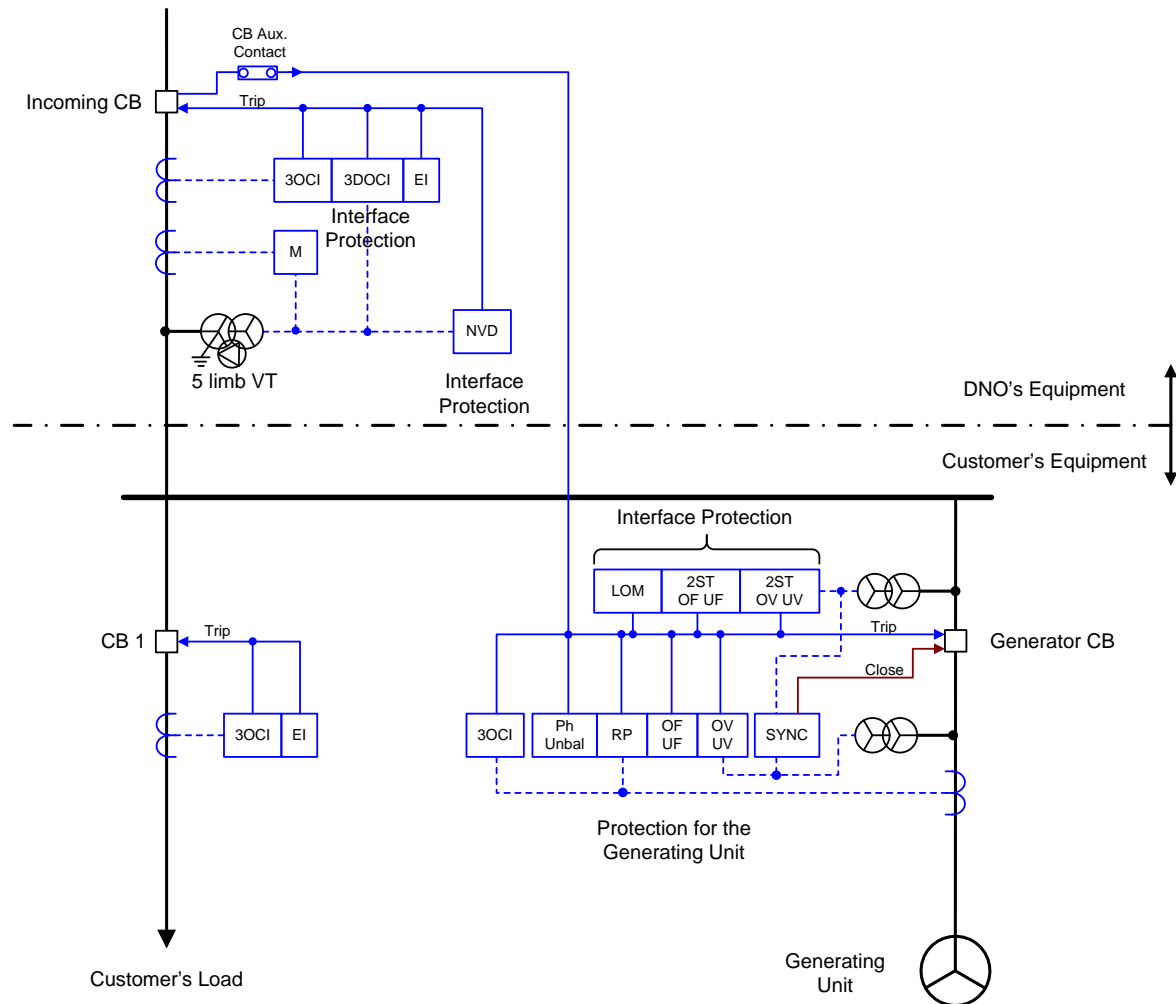 CB Aux.
Contact
Incoming CB
Trip
3OCI
3DOCI
EI
Interface
Protection
M
NVD
5 limb VT
Interface
Protection
DNO's Equipment
Customer's Equipment
Interface Protection
LOM
2ST
OF UF
2ST
OV UV
CB 1
Trip
Trip
Generator CB
Close
3OCI
EI
3OCI
Ph
Unbal
RP
OF
UF
OV
UV
SYNC
Protection for the
Generating Unit
Customer's Load
Generating
Unit